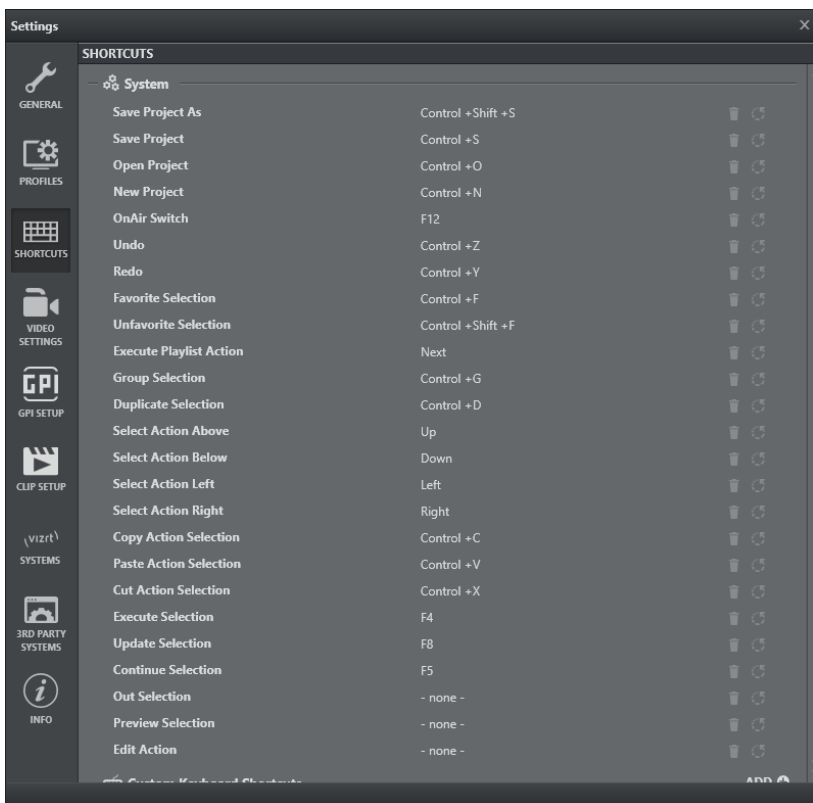 Settings
SHORTCUTS
System
Save Project As Control +Shift +S
Save Project Control +S
Open Project Control +O
New Project Control +N
OnAir Switch F12
Undo Control +Z
Redo Control +Y
Favorite Selection Control +F
Unfavorite Selection Control +Shift +F
Execute Playlist Action Next
Group Selection Control +G
Duplicate Selection Control +D
Select Action Above Up
Select Action Below Down
Select Action Left Left
Select Action Right Right
Copy Action Selection Control +C
Paste Action Selection Control +V
Cut Action Selection Control +X
Execute Selection F4
Update Selection F8
Continue Selection F5
Out Selection - none -
Preview Selection - none -
Edit Action - none -
Custom Keyboard Shortcuts ADD
GENERAL
PROFILES
SHORTCUTS
VIDEO
SETTINGS
GPI
GPI SETUP
CLIP SETUP
vizrt
SYSTEMS
3RD PARTY
SYSTEMS
INFO